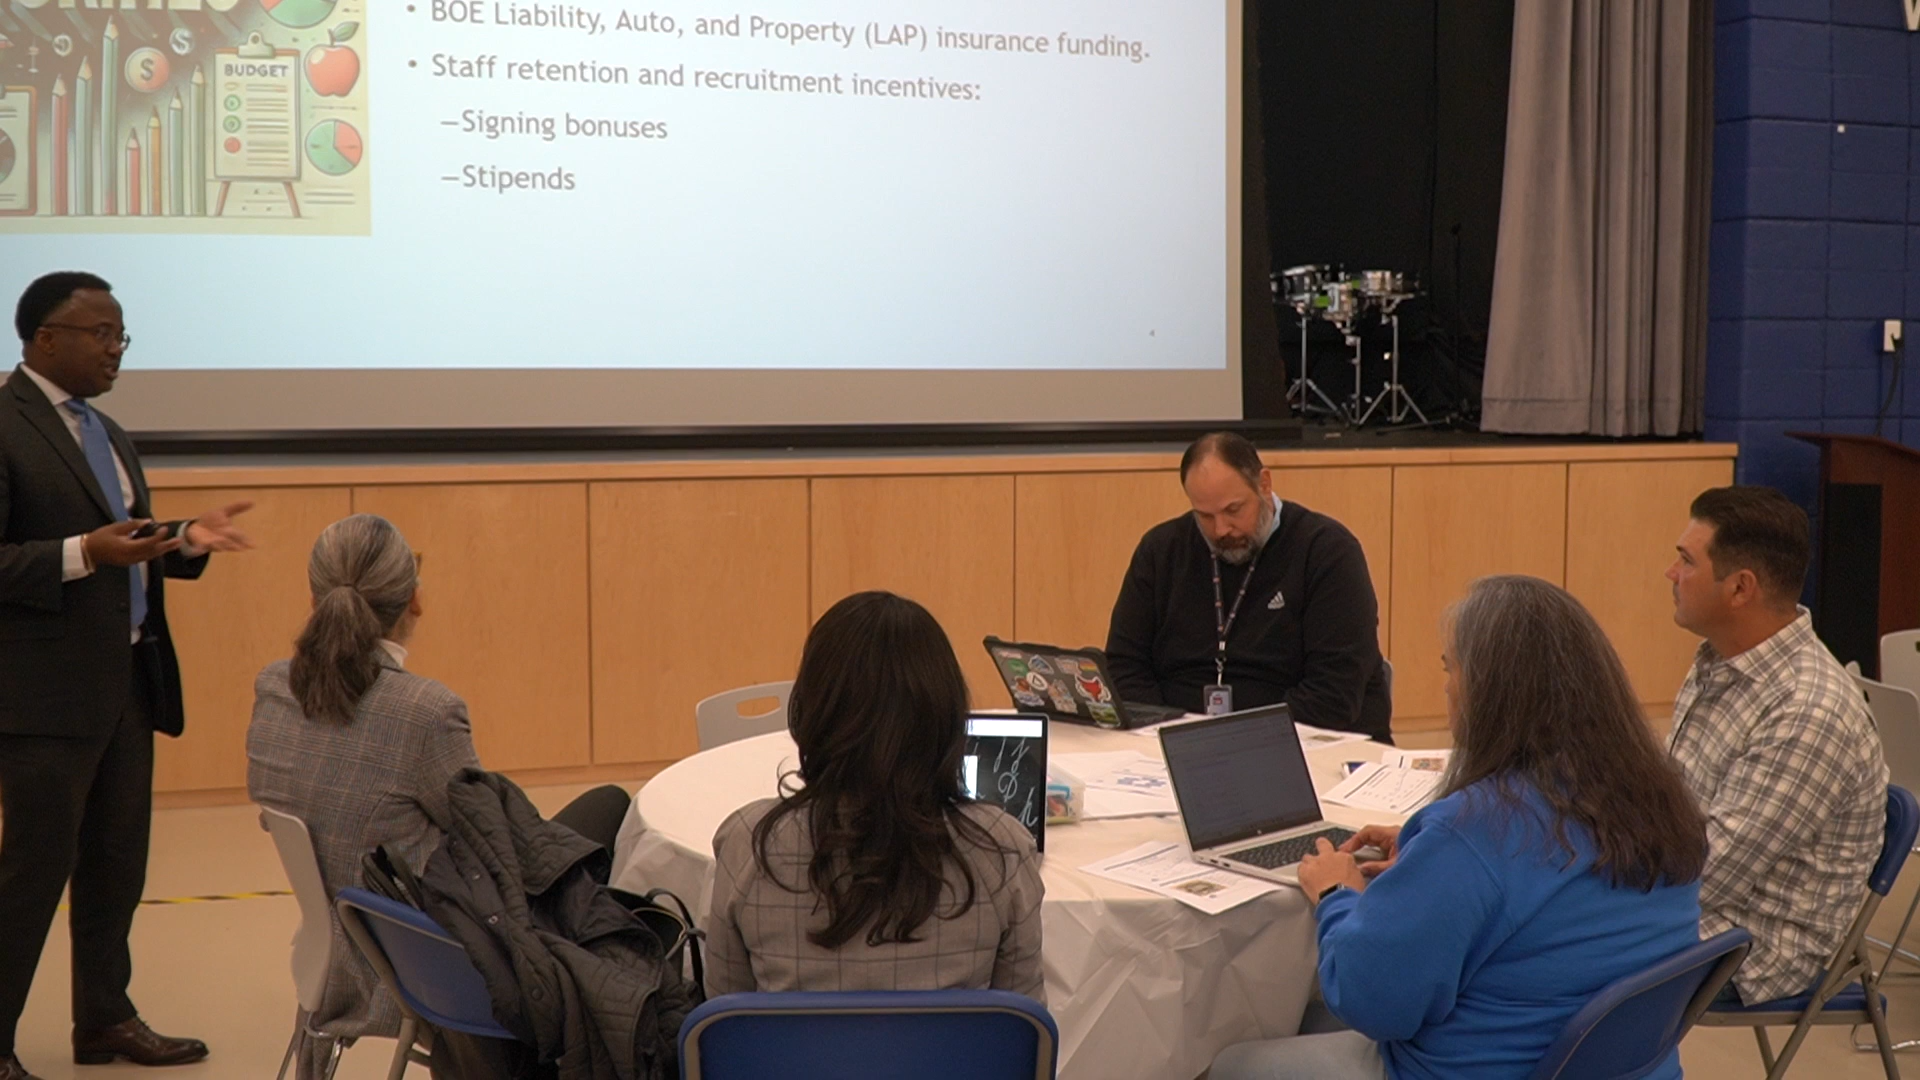 • BOE Liability, Auto, and Property (LAP) insurance funding.
• Staff retention and recruitment incentives:
–Signing bonuses
–Stipends
BUDGET